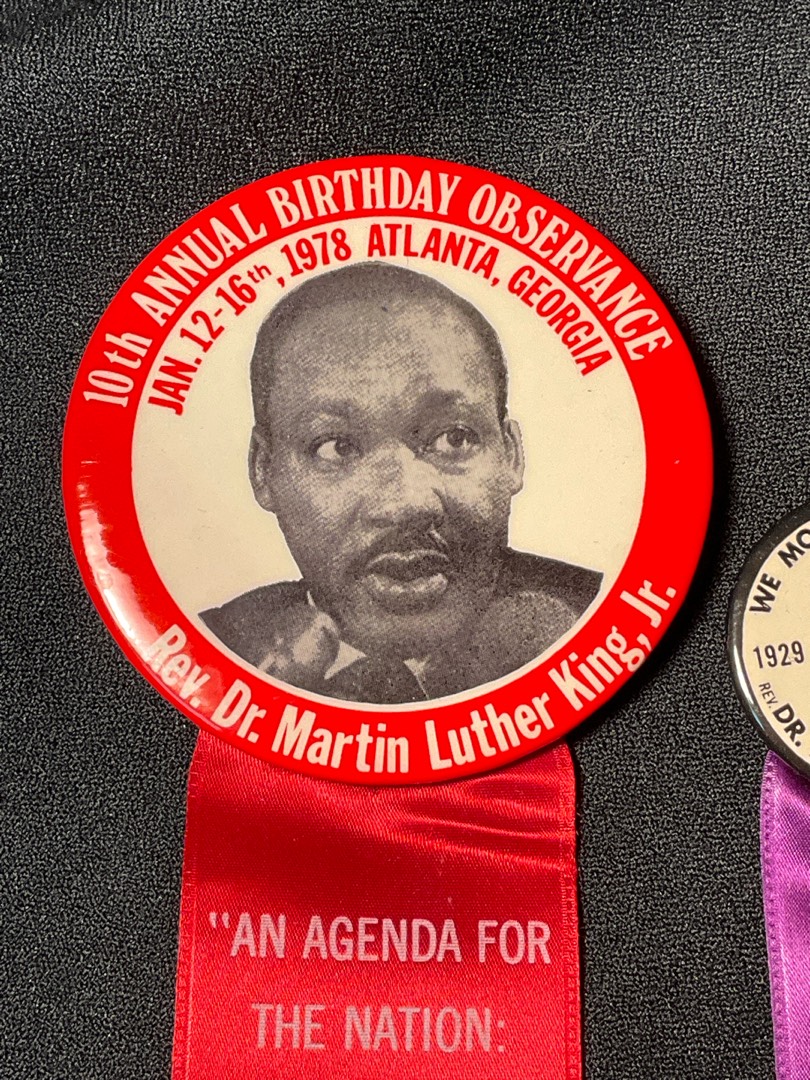 10th ANNUAL BIRTHDAY OBSERVANCE
JAN. 12-16th, 1978 ATLANTA, GEORGIA
Rev. Dr. Martin Luther King, Jr.
"AN AGENDA FOR
THE NATION:
WE MO
1929
REV. DR.